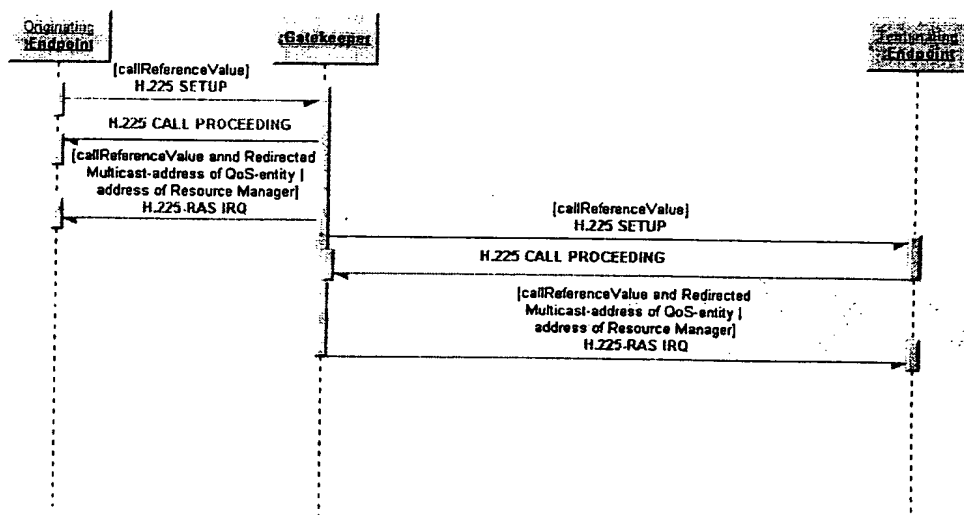 Originating
:Endpoint
:Gatekeeper
Terminating
:Endpoint
[callReferenceValue]
H.225 SETUP
H.225 CALL PROCEEDING
[callReferenceValue annd Redirected
Multicast-address of QoS-entity |
address of Resource Manager]
H.225-RAS IRQ
[callReferenceValue]
H.225 SETUP
H.225 CALL PROCEEDING
[callReferenceValue and Redirected
Multicast-address of QoS-entity |
address of Resource Manager]
H.225-RAS IRQ